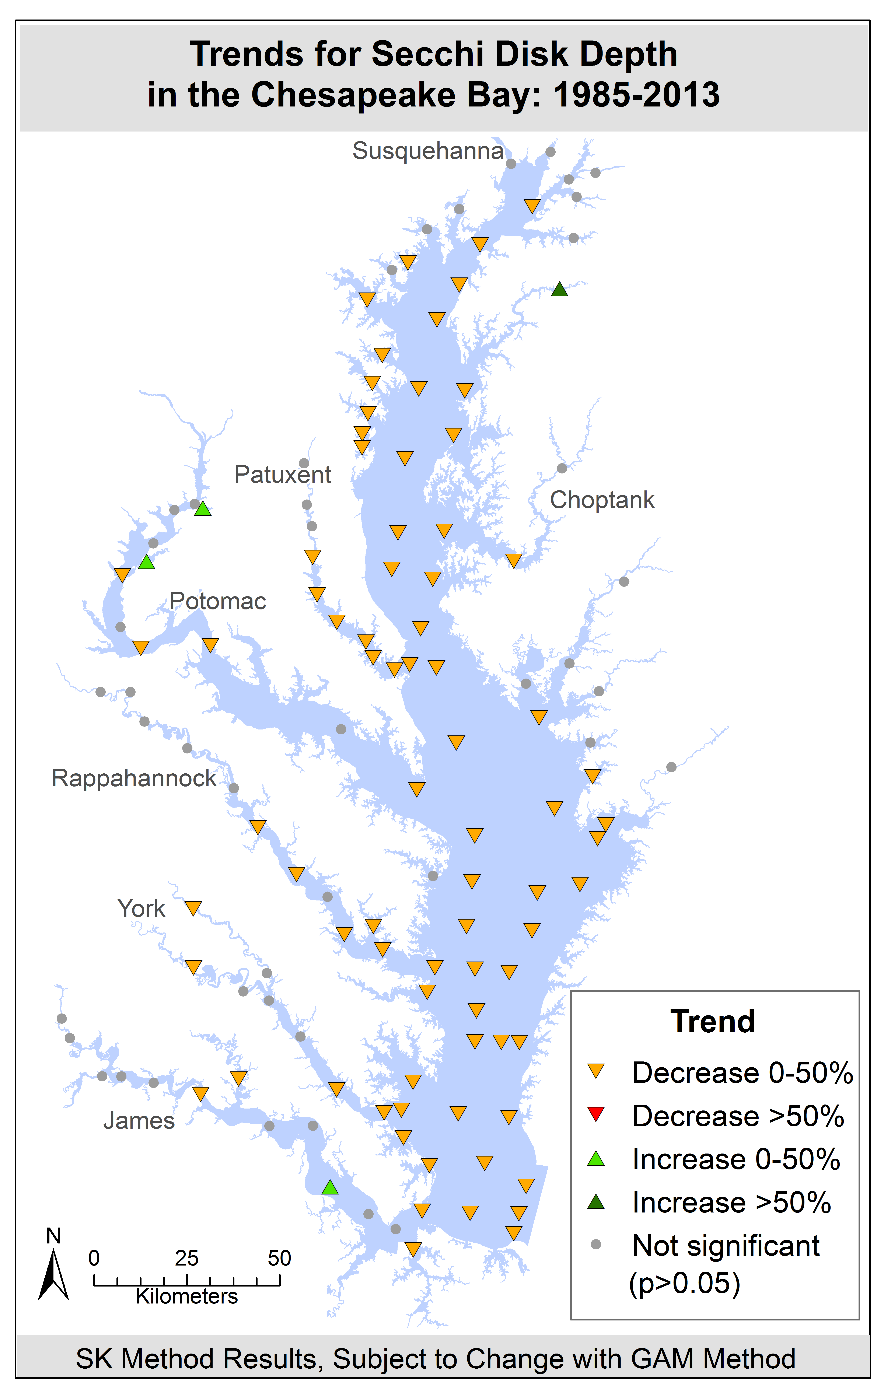 Trends for Secchi Disk Depth
in the Chesapeake Bay: 1985-2013
Susquehanna
Patuxent
Choptank
Potomac
Rappahannock
York
James
Trend
Decrease 0-50%
Decrease >50%
Increase 0-50%
Increase >50%
Not significant
(p>0.05)
N
0 25 50
Kilometers
SK Method Results, Subject to Change with GAM Method